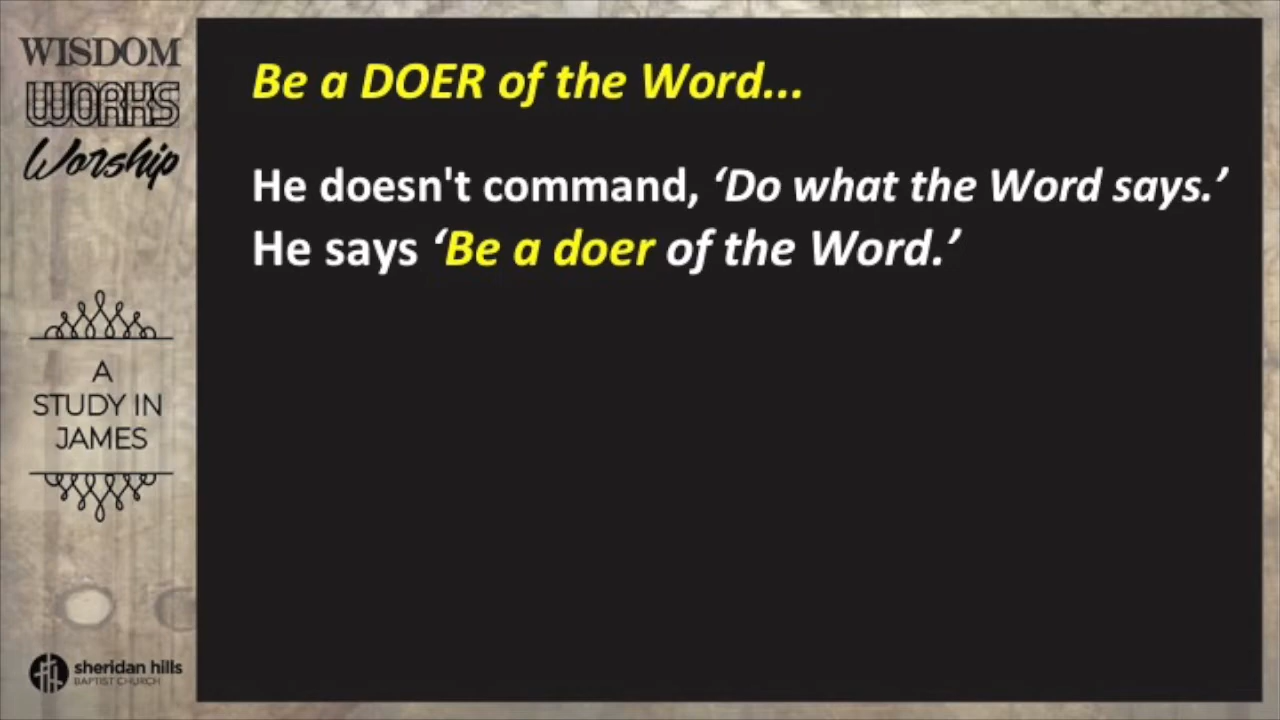 WISDOM
WORKS
Worship
A
STUDY IN
JAMES
sheridan hills
BAPTIST CHURCH
Be a DOER of the Word...
He doesn't command, ‘Do what the Word says.’
He says ‘Be a doer of the Word.’